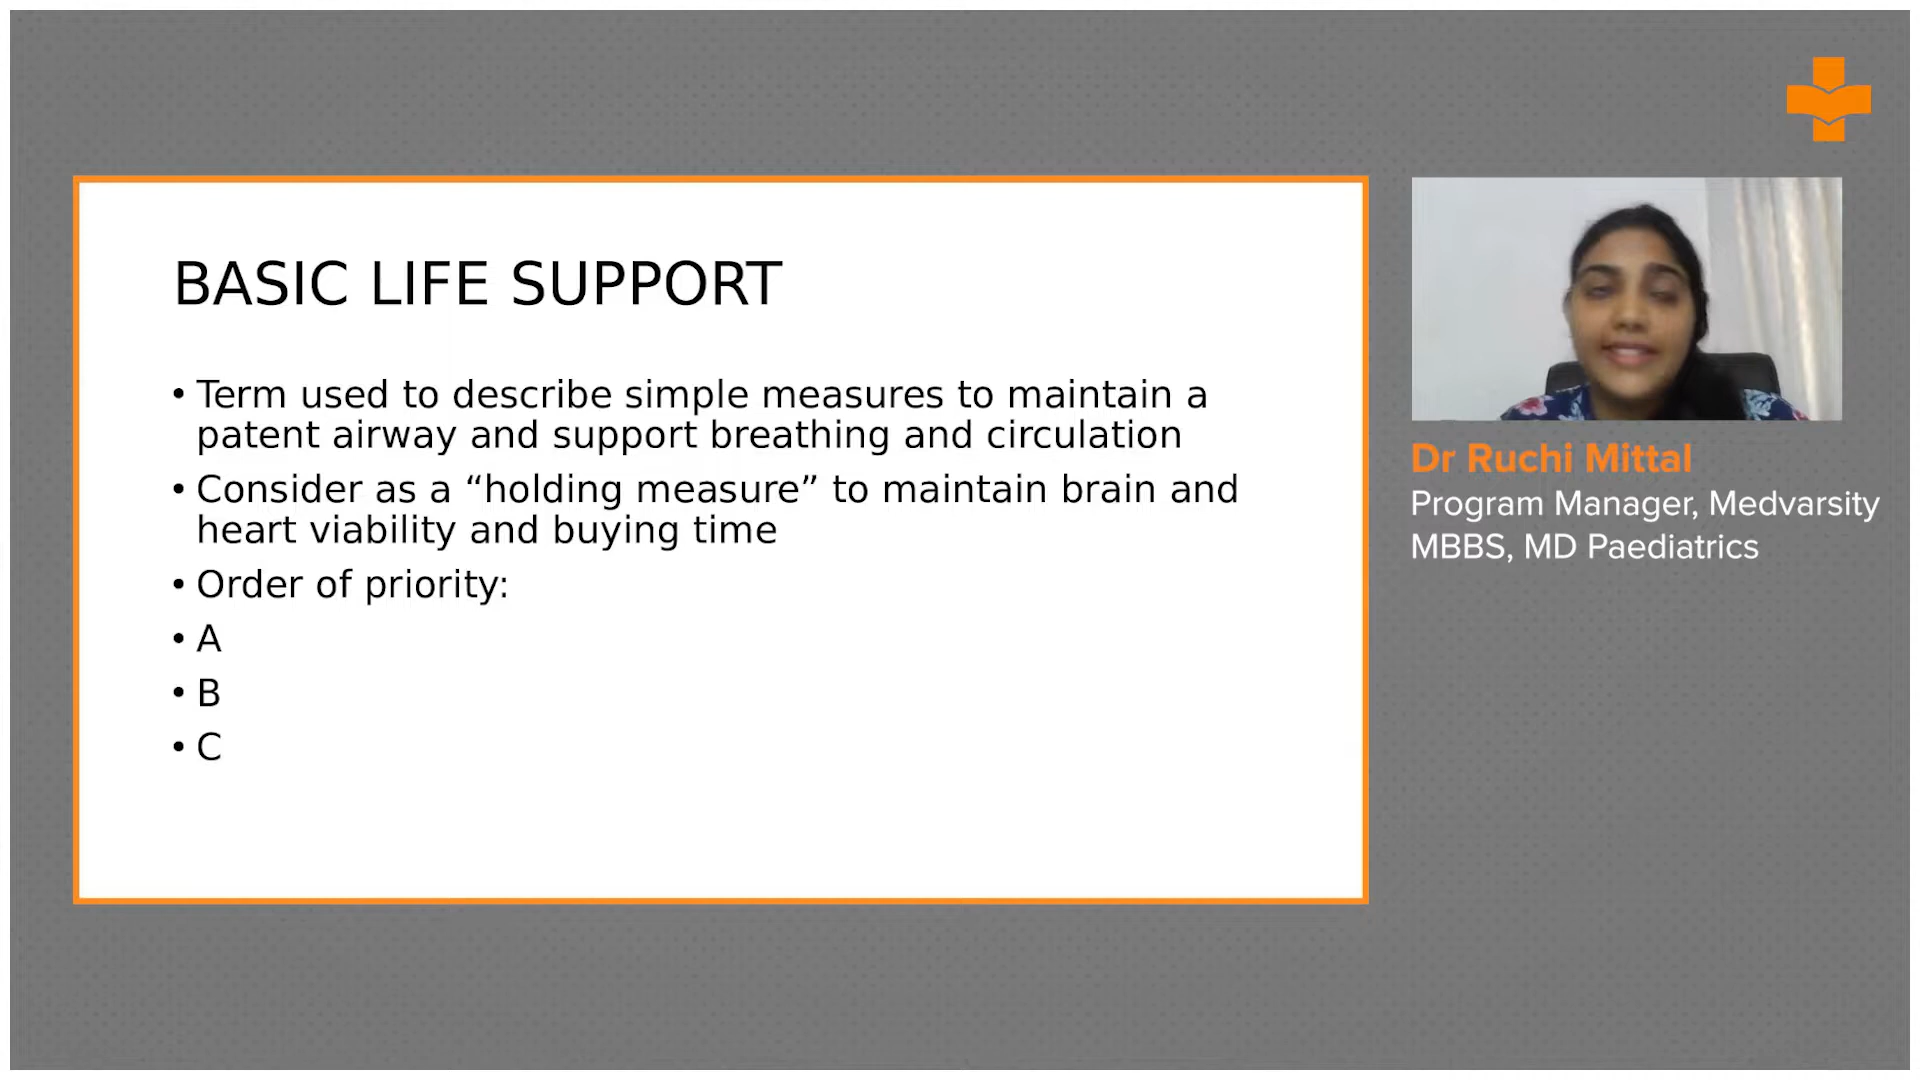 BASIC LIFE SUPPORT
• Term used to describe simple measures to maintain a
patent airway and support breathing and circulation
• Consider as a “holding measure” to maintain brain and
heart viability and buying time
• Order of priority:
• A
• B
• C
Dr Ruchi Mittal
Program Manager, Medvarsity
MBBS, MD Paediatrics